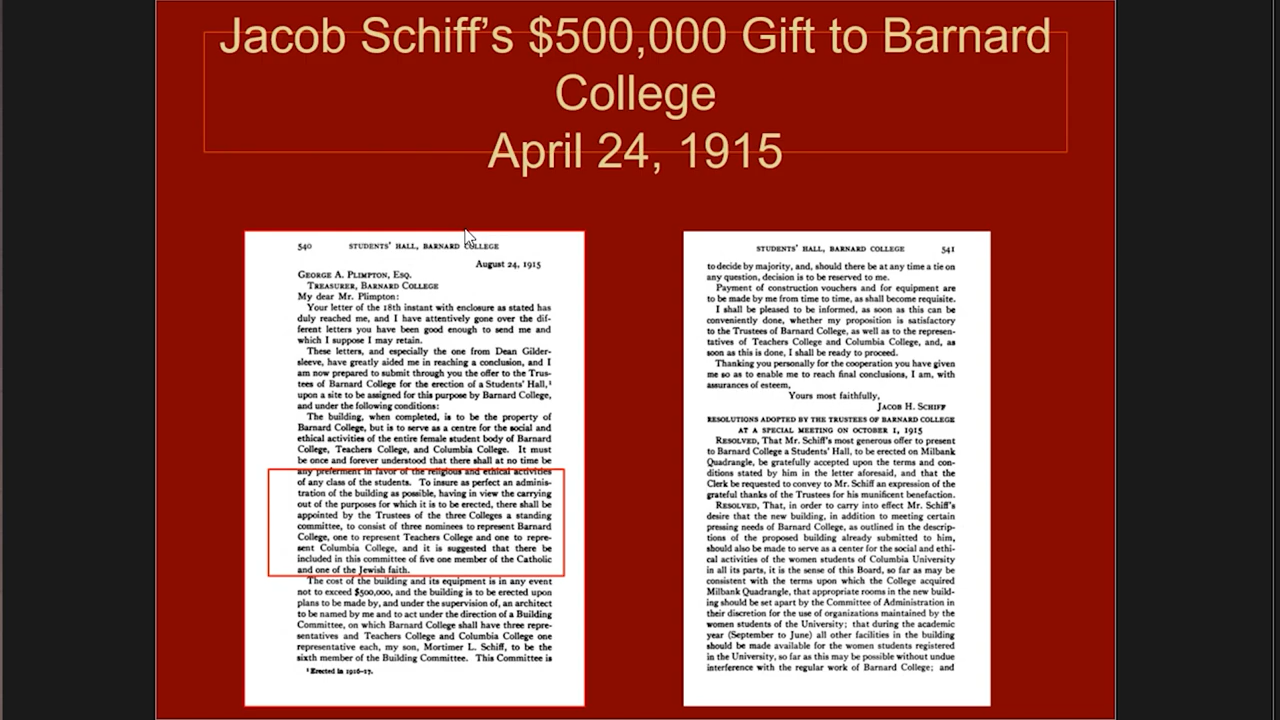 Jacob Schiff's $500,000 Gift to Barnard
College
April 24, 1915
540 STUDENTS' HALL, BARNARD COLLEGE
August 24, 1915
GEORGE A. PLIMPTON, ESQ.
TREASURER, BARNARD COLLEGE
My dear Mr. Plimpton:
Your letter of the 18th instant with enclosure as stated has
duly reached me, and I have attentively gone over the dif-
ferent letters you have been good enough to send me and
which I suppose I may retain.
These letters, and especially the one from Dean Gilder-
sleeve, have greatly aided me in reaching a conclusion, and I
am now prepared to submit through you the offer to the Trus-
tees of Barnard College for the erection of a Students' Hall,¹
upon a site to be assigned for this purpose by Barnard College,
and under the following conditions:
The building, when completed, is to be the property of
Barnard College, but is to serve as a centre for the social and
ethical activities of the entire female student body of Barnard
College, Teachers College, and Columbia College. It must
be once and forever understood that there shall at no time be
any preferment in favor of the religious and ethical activities
of any class of the students. To insure as perfect an adminis-
tration of the building as possible, having in view the carrying
out of the purposes for which it is to be erected, there shall be
appointed by the Trustees of the three Colleges a standing
committee, to consist of three nominees to represent Barnard
College, one to represent Teachers College and one to repre-
sent Columbia College, and it is suggested that there be
included in this committee of five one member of the Catholic
and one of the Jewish faith.
The cost of the building and its equipment is in any event
not to exceed $500,000, and the building is to be erected upon
plans to be made by, and under the supervision of, an architect
to be named by me and to act under the direction of a Building
Committee, on which Barnard College shall have three repre-
sentatives and Teachers College and Columbia College one
representative each, my son, Mortimer L. Schiff, to be the
sixth member of the Building Committee. This Committee is
¹ Erected in 1916-17.
STUDENTS' HALL, BARNARD COLLEGE 541
to decide by majority, and, should there be at any time a tie on
any question, decision is to be reserved to me.
Payment of construction vouchers and for equipment are
to be made by me from time to time, as shall become requisite.
I shall be pleased to be informed, as soon as this can be
conveniently done, whether my proposition is satisfactory
to the Trustees of Barnard College, as well as to the represen-
tatives of Teachers College and Columbia College, and, as
soon as this is done, I shall be ready to proceed.
Thanking you personally for the cooperation you have given
me so as to enable me to reach final conclusions, I am, with
assurances of esteem,
Yours most faithfully,
JACOB H. SCHIFF
RESOLUTIONS ADOPTED BY THE TRUSTEES OF BARNARD COLLEGE
AT A SPECIAL MEETING ON OCTOBER 1, 1915
RESOLVED, That Mr. Schiff's most generous offer to present
to Barnard College a Students' Hall, to be erected on Milbank
Quadrangle, be gratefully accepted upon the terms and con-
ditions stated by him in the letter aforesaid, and that the
Clerk be requested to convey to Mr. Schiff an expression of the
grateful thanks of the Trustees for his munificent benefaction.
RESOLVED, That, in order to carry into effect Mr. Schiff's
desire that the new building, in addition to meeting certain
pressing needs of Barnard College, as outlined in the descrip-
tions of the proposed building already submitted to him,
should also be made to serve as a center for the social and ethi-
cal activities of the women students of Columbia University
in all its parts, it is the sense of this Board, so far as may be
consistent with the terms upon which the College acquired
Milbank Quadrangle, that appropriate rooms in the new build-
ing should be set apart by the Committee of Administration in
their discretion for the use of organizations maintained by the
women students of the University; that during the academic
year (September to June) all other facilities in the building
should be made available for the women students registered
in the University, so far as this may be possible without undue
interference with the regular work of Barnard College; and